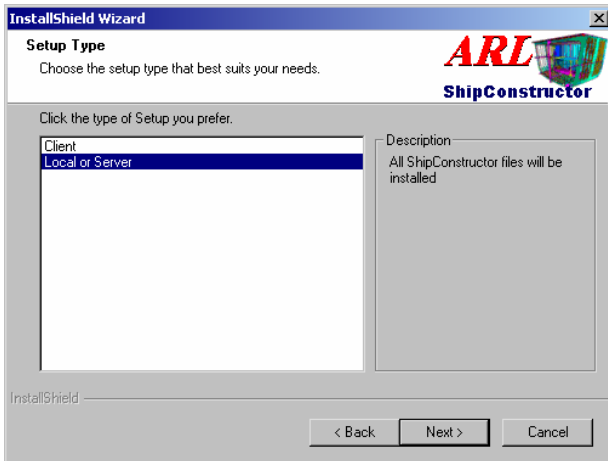 InstallShield Wizard
Setup Type
Choose the setup type that best suits your needs.
ARL
ShipConstructor
Click the type of Setup you prefer.
Client
Local or Server
Description
All ShipConstructor files will be
installed
InstallShield
< Back
Next >
Cancel